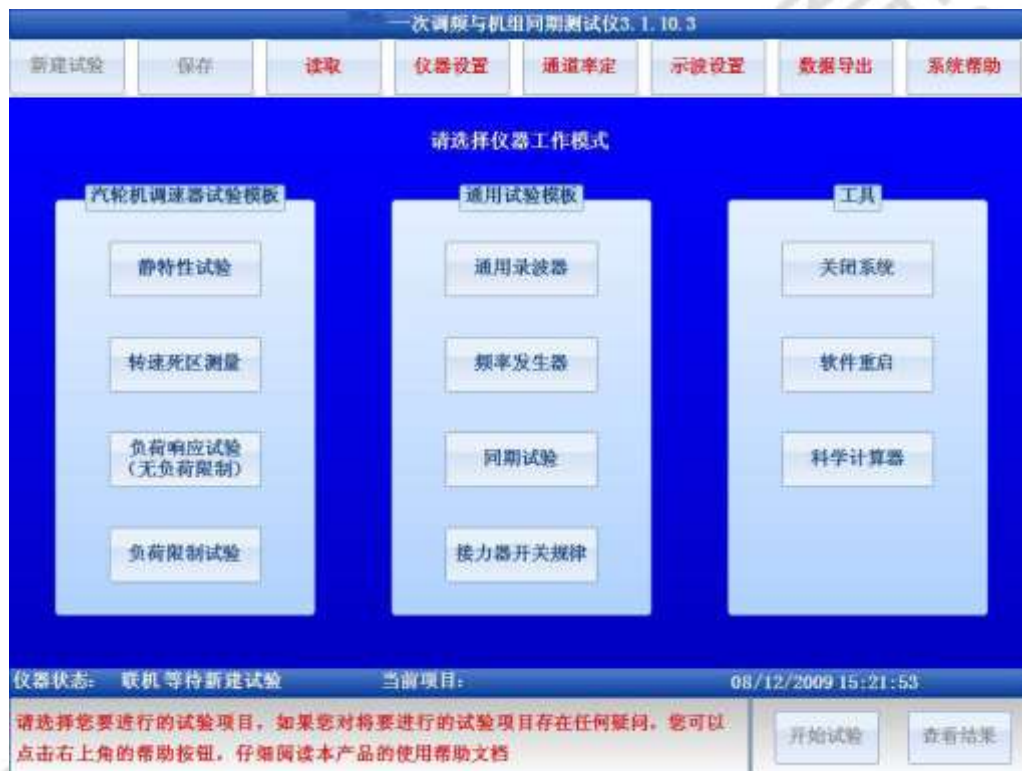 一次调频与机组同期测试仪3.1.10.3
新建试验 保存 读取 仪器设置 通道率定 示波设置 数据导出 系统帮助
请选择仪器工作模式
汽轮机调速器试验模板
静特性试验
转速死区测量
负荷响应试验
（无负荷限制）
负荷限制试验
通用试验模板
通用录波器
频率发生器
同期试验
接力器开关规律
工具
关闭系统
软件重启
科学计算器
仪器状态： 联机 等待新建试验 当前项目： 08/12/2009 15:21:53
请选择您要进行的试验项目，如果您对将要进行的试验项目存在任何疑问，您可以
点击右上角的帮助按钮，仔细阅读本产品的使用帮助文档
开始试验 查看结果